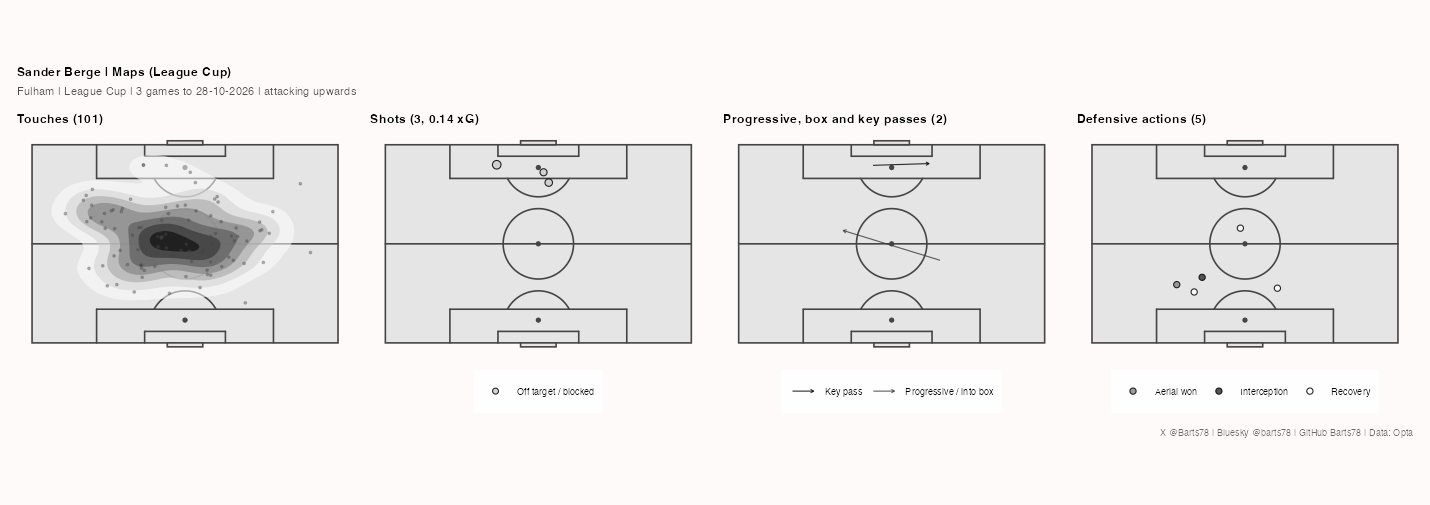 Sander Berge | Maps (League Cup)
Fulham | League Cup | 3 games to 28-10-2026 | attacking upwards
Touches (101)
Shots (3, 0.14 xG)
Progressive, box and key passes (2)
Defensive actions (5)
Off target / blocked
Key pass
Progressive / into box
Aerial won
Interception
Recovery
X @Barts78 | Bluesky @barts78 | GitHub Barts78 | Data: Opta